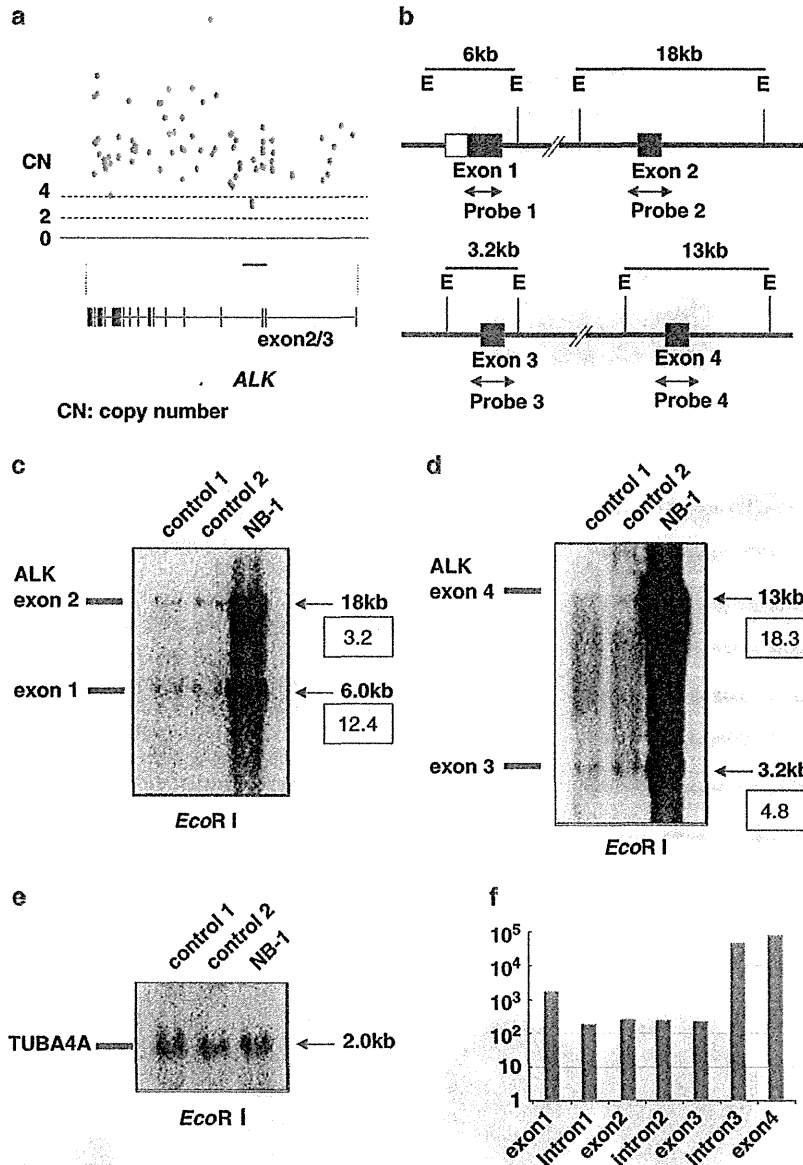 a
CN
4
2
0
exon2/3
ALK
CN: copy number
b
6kb 18kb
E E E E
Exon 1 Exon 2
Probe 1 Probe 2
3.2kb 13kb
E E E E
Exon 3 Exon 4
Probe 3 Probe 4
c
control 1
control 2
NB-1
ALK
exon 2
18kb
3.2
exon 1
6.0kb
12.4
EcoR I
d
control 1
control 2
NB-1
ALK
exon 4
13kb
18.3
exon 3
3.2kb
4.8
EcoR I
e
control 1
control 2
NB-1
TUBA4A
2.0kb
EcoR I
f
10⁵
10⁴
10³
10²
10
1
exon1
Intron1
exon2
intron2
exon3
intron3
exon4